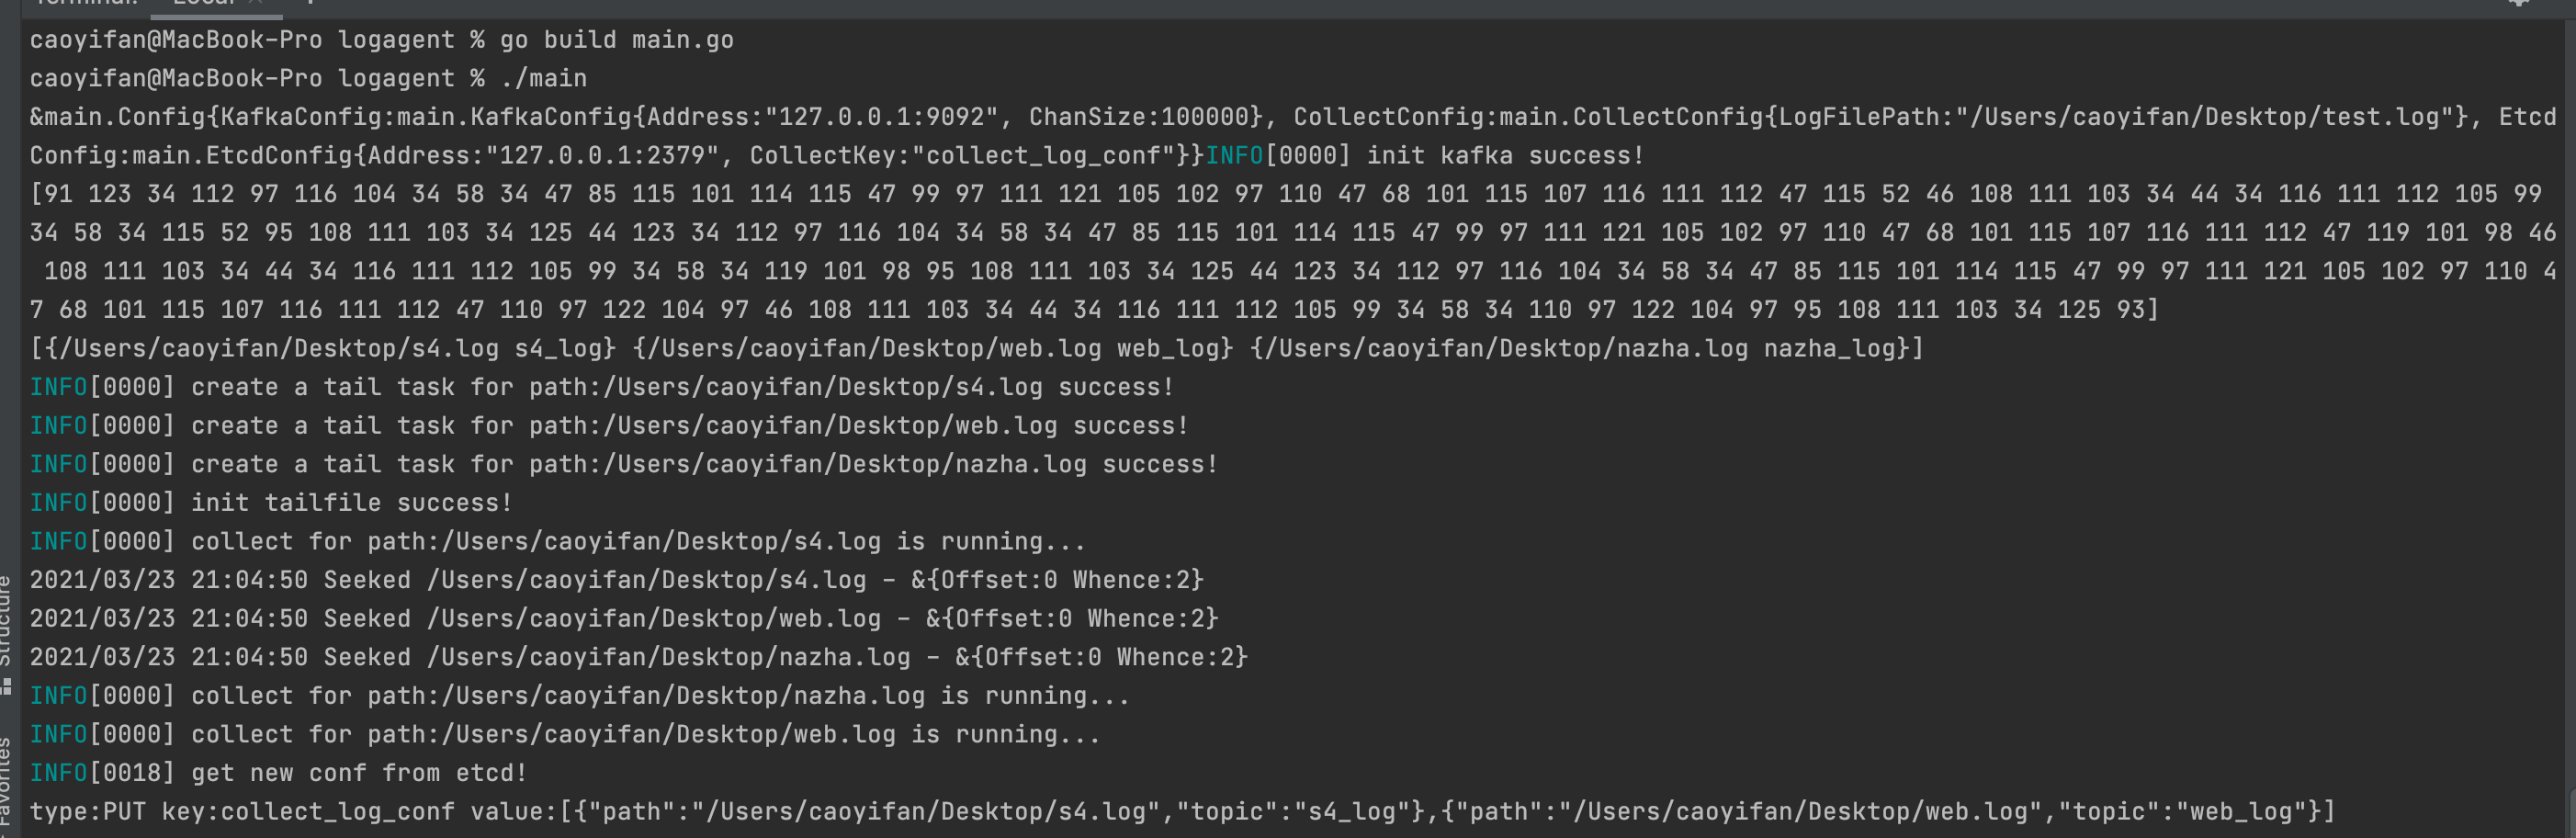 Terminal: Local × +
caoyifan@MacBook-Pro logagent % go build main.go
caoyifan@MacBook-Pro logagent % ./main
&main.Config{KafkaConfig:main.KafkaConfig{Address:"127.0.0.1:9092", ChanSize:100000}, CollectConfig:main.CollectConfig{LogFilePath:"/Users/caoyifan/Desktop/test.log"}, Etcd
Config:main.EtcdConfig{Address:"127.0.0.1:2379", CollectKey:"collect_log_conf"}}INFO[0000] init kafka success!
[91 123 34 112 97 116 104 34 58 34 47 85 115 101 114 115 47 99 97 111 121 105 102 97 110 47 68 101 115 107 116 111 112 47 115 52 46 108 111 103 34 44 34 116 111 112 105 99
34 58 34 115 52 95 108 111 103 34 125 44 123 34 112 97 116 104 34 58 34 47 85 115 101 114 115 47 99 97 111 121 105 102 97 110 47 68 101 115 107 116 111 112 47 119 101 98 46
108 111 103 34 44 34 116 111 112 105 99 34 58 34 119 101 98 95 108 111 103 34 125 44 123 34 112 97 116 104 34 58 34 47 85 115 101 114 115 47 99 97 111 121 105 102 97 110 4
7 68 101 115 107 116 111 112 47 110 97 122 104 97 46 108 111 103 34 44 34 116 111 112 105 99 34 58 34 110 97 122 104 97 95 108 111 103 34 125 93]
[{/Users/caoyifan/Desktop/s4.log s4_log} {/Users/caoyifan/Desktop/web.log web_log} {/Users/caoyifan/Desktop/nazha.log nazha_log}]
INFO[0000] create a tail task for path:/Users/caoyifan/Desktop/s4.log success!
INFO[0000] create a tail task for path:/Users/caoyifan/Desktop/web.log success!
INFO[0000] create a tail task for path:/Users/caoyifan/Desktop/nazha.log success!
INFO[0000] init tailfile success!
INFO[0000] collect for path:/Users/caoyifan/Desktop/s4.log is running...
2021/03/23 21:04:50 Seeked /Users/caoyifan/Desktop/s4.log - &{Offset:0 Whence:2}
2021/03/23 21:04:50 Seeked /Users/caoyifan/Desktop/web.log - &{Offset:0 Whence:2}
2021/03/23 21:04:50 Seeked /Users/caoyifan/Desktop/nazha.log - &{Offset:0 Whence:2}
INFO[0000] collect for path:/Users/caoyifan/Desktop/nazha.log is running...
INFO[0000] collect for path:/Users/caoyifan/Desktop/web.log is running...
INFO[0018] get new conf from etcd!
type:PUT key:collect_log_conf value:[{"path":"/Users/caoyifan/Desktop/s4.log","topic":"s4_log"},{"path":"/Users/caoyifan/Desktop/web.log","topic":"web_log"}]
Structure
Favorites